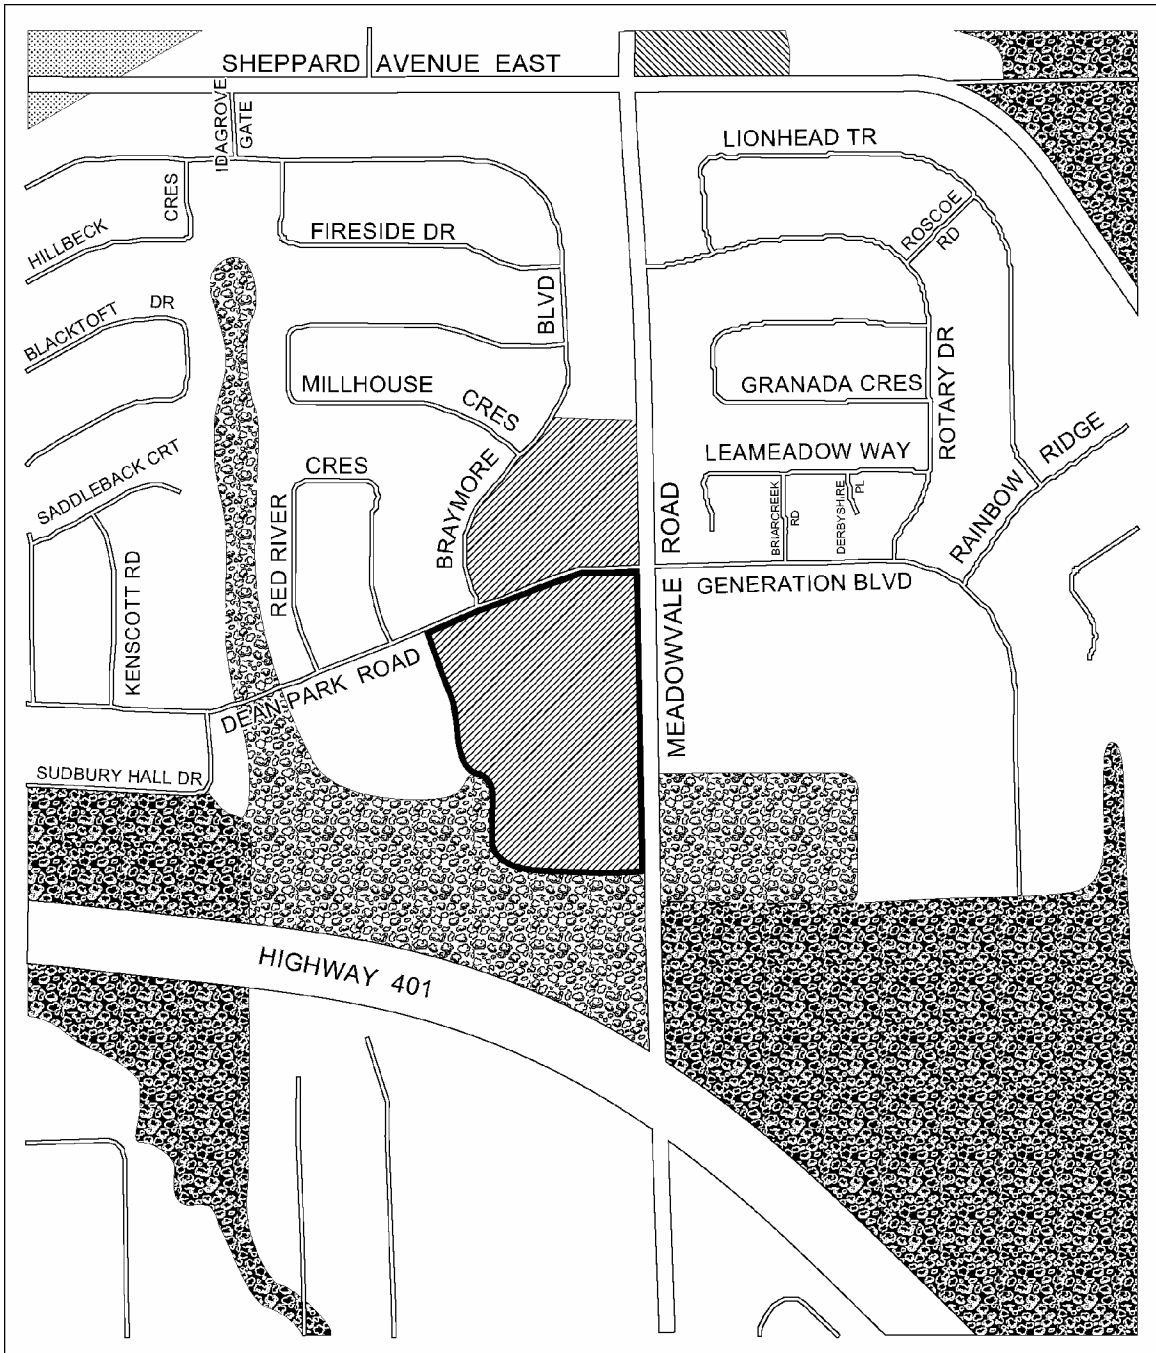 SHEPPARD AVENUE EAST
IDAGROVE
GATE
LIONHEAD TR
CRES
HILLBECK
FIRESIDE DR
ROSCOE
RD
BLVD
BLACKTOFT DR
MILLHOUSE
CRES
GRANADA CRES
ROTARY DR
LEAMEADOW WAY
RIDGE
RAINBOW
SADDLEBACK CRT
CRES
RED RIVER
BRAYMORE
BRIARCREEK
RD
DERBYSHIRE
PL
ROAD
MEADOWVALE
KENSCOTT RD
GENERATION BLVD
DEAN PARK ROAD
SUDBURY HALL DR
HIGHWAY 401